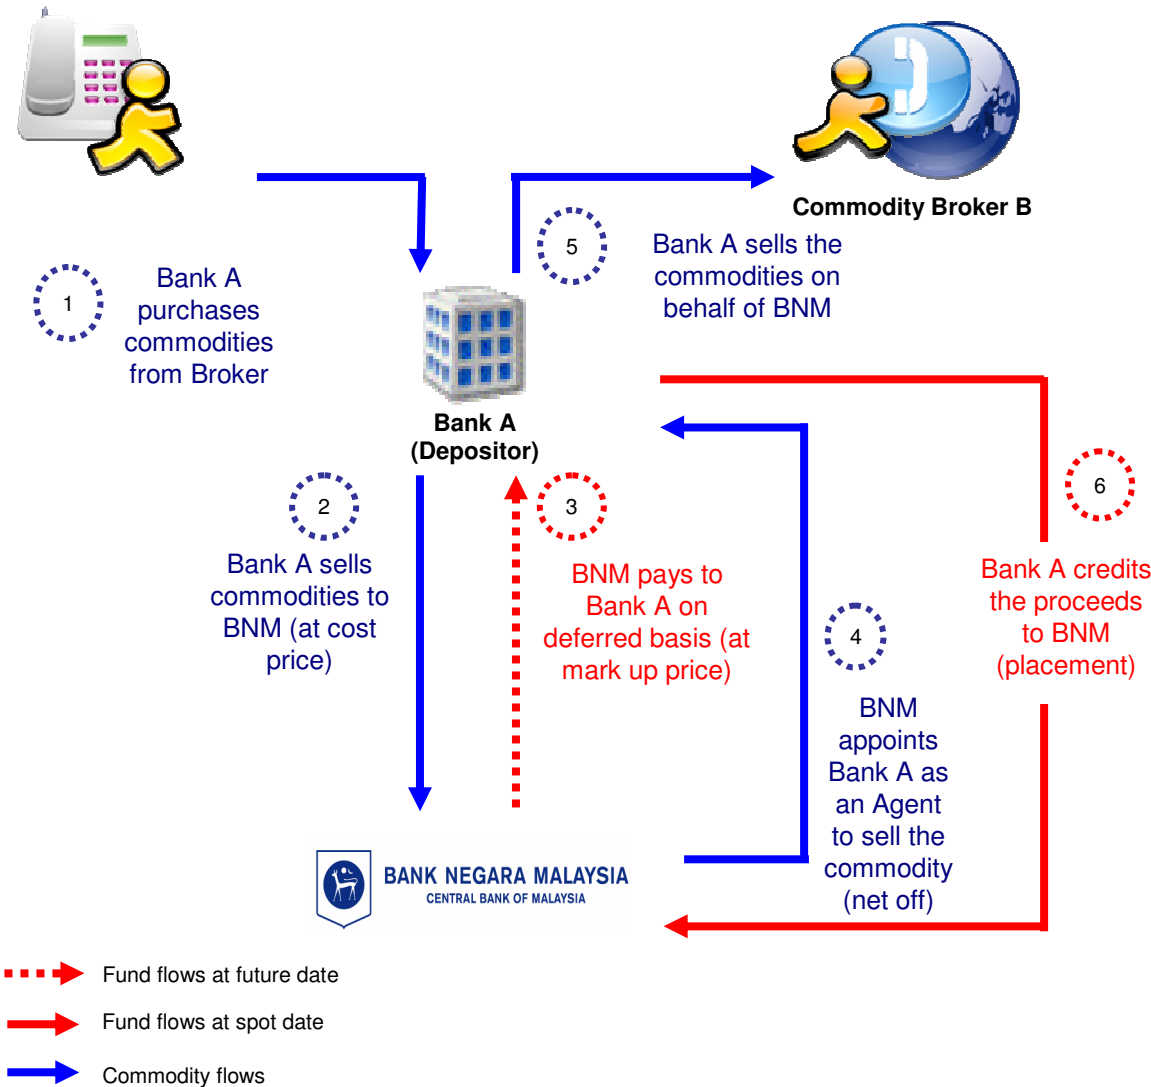 Commodity Broker B
1
Bank A
purchases
commodities
from Broker
5
Bank A sells the
commodities on
behalf of BNM
Bank A
(Depositor)
2
Bank A sells
commodities to
BNM (at cost
price)
3
BNM pays to
Bank A on
deferred basis (at
mark up price)
4
BNM
appoints
Bank A as
an Agent
to sell the
commodity
(net off)
6
Bank A credits
the proceeds
to BNM
(placement)
BANK NEGARA MALAYSIA
CENTRAL BANK OF MALAYSIA
Fund flows at future date
Fund flows at spot date
Commodity flows